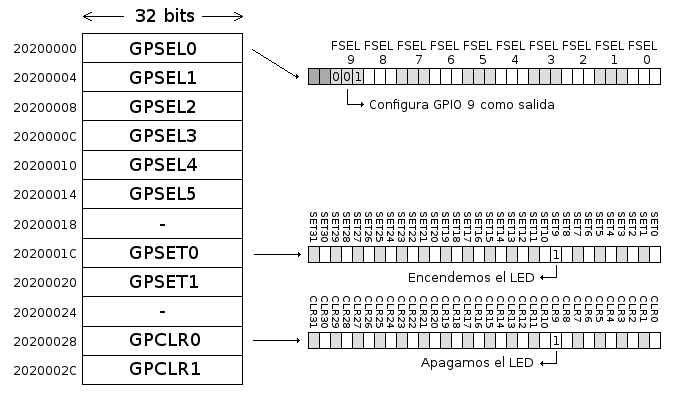 32 bits
20200000 GPSEL0
20200004 GPSEL1
20200008 GPSEL2
2020000C GPSEL3
20200010 GPSEL4
20200014 GPSEL5
20200018 -
2020001C GPSET0
20200020 GPSET1
20200024 -
20200028 GPCLR0
2020002C GPCLR1
FSEL FSEL FSEL FSEL FSEL FSEL FSEL FSEL FSEL FSEL
9 8 7 6 5 4 3 2 1 0
0 0 1
Configura GPIO 9 como salida
SET31 SET30 SET29 SET28 SET27 SET26 SET25 SET24 SET23 SET22 SET21 SET20 SET19 SET18 SET17 SET16 SET15 SET14 SET13 SET12 SET11 SET10 SET9 SET8 SET7 SET6 SET5 SET4 SET3 SET2 SET1 SET0
1
Encendemos el LED
CLR31 CLR30 CLR29 CLR28 CLR27 CLR26 CLR25 CLR24 CLR23 CLR22 CLR21 CLR20 CLR19 CLR18 CLR17 CLR16 CLR15 CLR14 CLR13 CLR12 CLR11 CLR10 CLR9 CLR8 CLR7 CLR6 CLR5 CLR4 CLR3 CLR2 CLR1 CLR0
1
Apagamos el LED